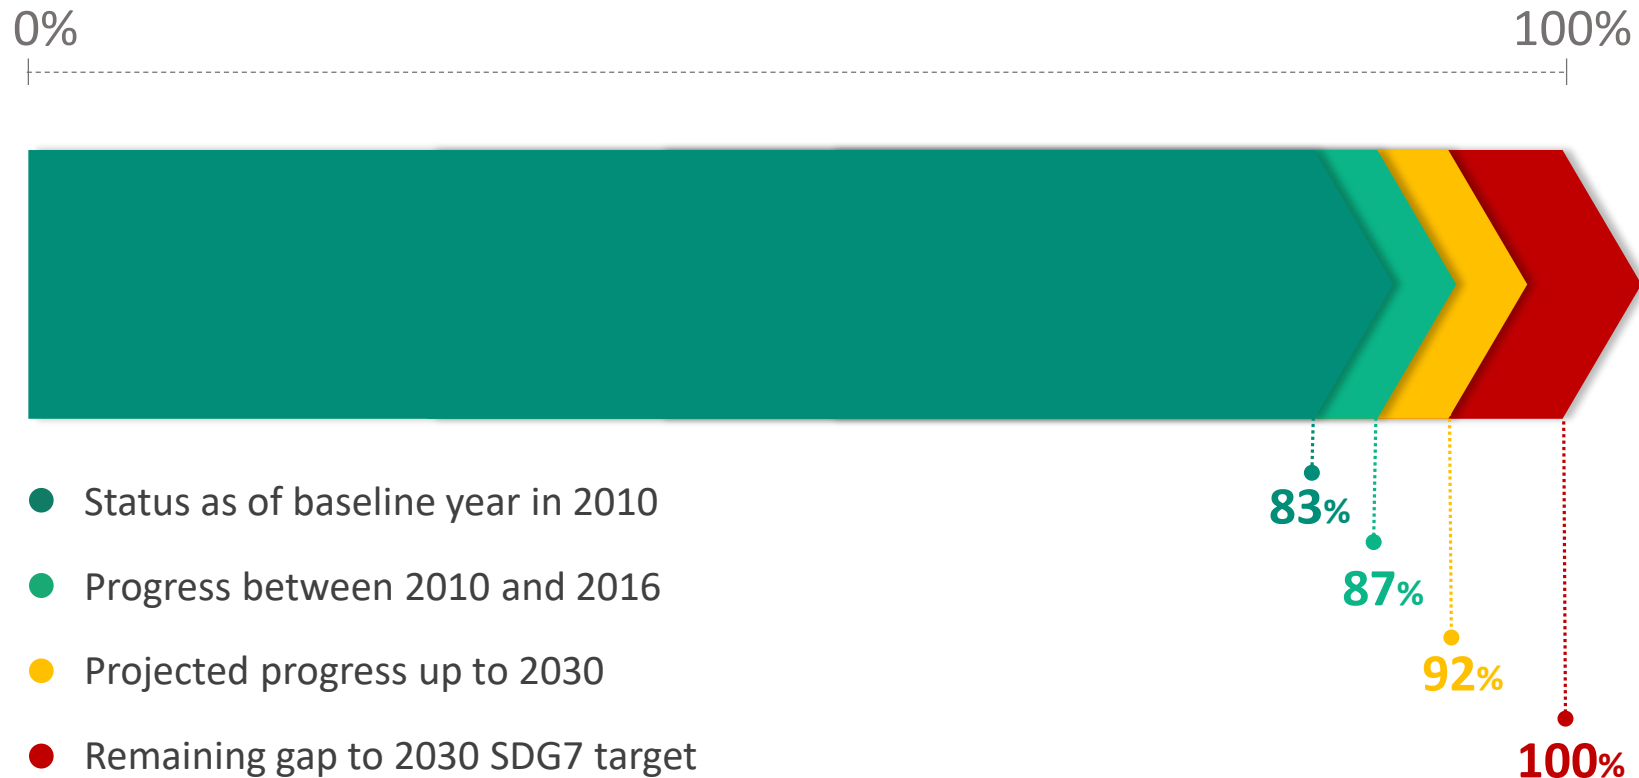 0%
100%
Status as of baseline year in 2010
83%
Progress between 2010 and 2016
87%
Projected progress up to 2030
92%
Remaining gap to 2030 SDG7 target
100%